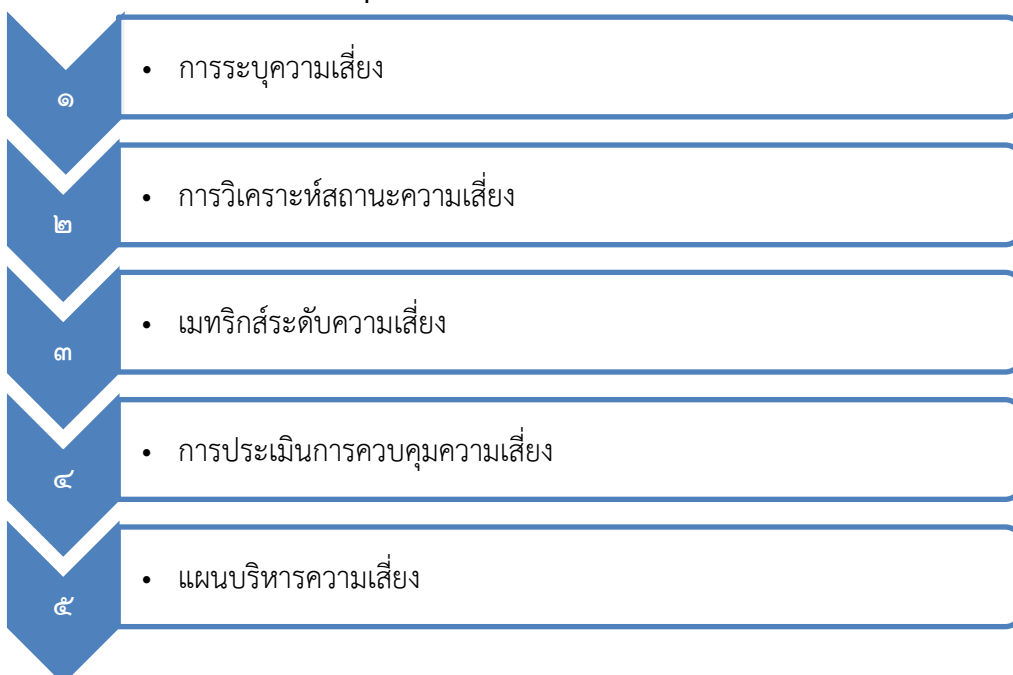 ๑
• การระบุความเสี่ยง
๒
• การวิเคราะห์สถานะความเสี่ยง
๓
• เมทริกส์ระดับความเสี่ยง
๔
• การประเมินการควบคุมความเสี่ยง
๕
• แผนบริหารความเสี่ยง